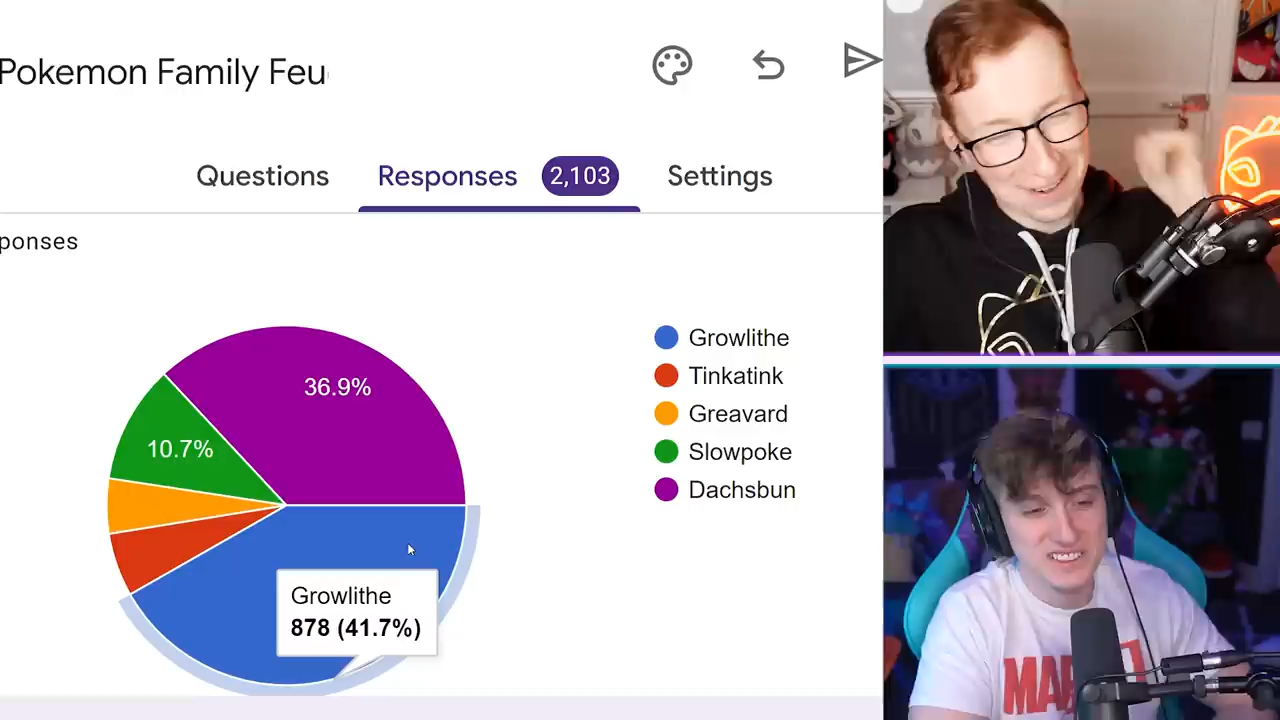 Pokemon Family Feu
Questions
Responses
2,103
Settings
ponses
36.9%
10.7%
Growlithe
878 (41.7%)
Growlithe
Tinkatink
Greavard
Slowpoke
Dachsbun